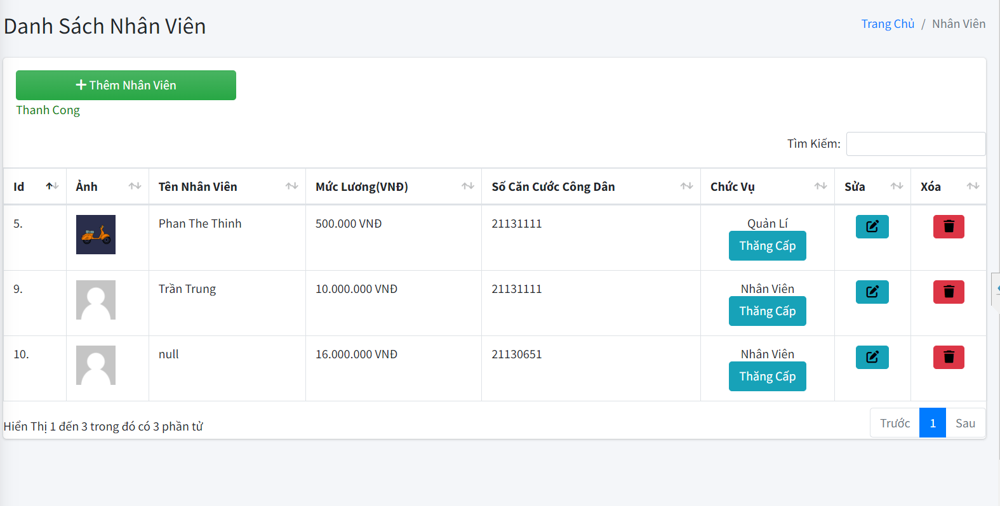 Danh Sách Nhân Viên
Trang Chủ / Nhân Viên
Thêm Nhân Viên
Thanh Cong
Tìm Kiếm:
Id Ảnh Tên Nhân Viên Mức Lương(VNĐ) Số Căn Cước Công Dân Chức Vụ Sửa Xóa
5. Phan The Thinh 500.000 VNĐ 21131111 Quản Lí
Thăng Cấp
9. Trần Trung 10.000.000 VNĐ 21131111 Nhân Viên
Thăng Cấp
10. null 16.000.000 VNĐ 21130651 Nhân Viên
Thăng Cấp
Hiển Thị 1 đến 3 trong đó có 3 phần tử
Trước 1 Sau